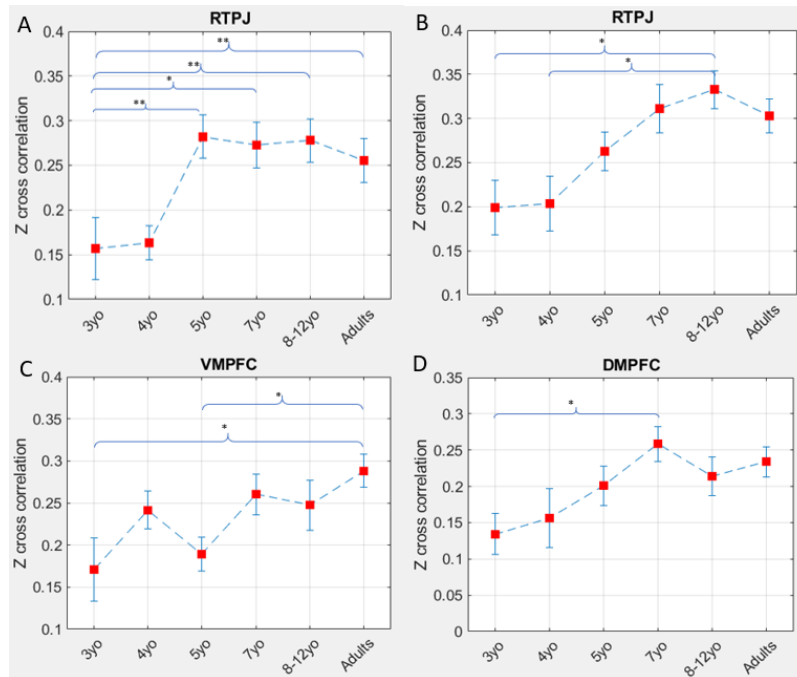 A
RTPJ
0.4
0.35
0.3
0.25
0.2
0.15
0.1
Z cross correlation
**
**
*
**
3yo
4yo
5yo
7yo
8-12yo
Adults
B
RTPJ
0.4
0.35
0.3
0.25
0.2
0.15
0.1
Z cross correlation
*
*
3yo
4yo
5yo
7yo
8-12yo
Adults
C
VMPFC
0.4
0.35
0.3
0.25
0.2
0.15
0.1
Z cross correlation
*
*
3yo
4yo
5yo
7yo
8-12yo
Adults
D
DMPFC
0.35
0.3
0.25
0.2
0.15
0.1
0.05
0
Z cross correlation
*
3yo
4yo
5yo
7yo
8-12yo
Adults